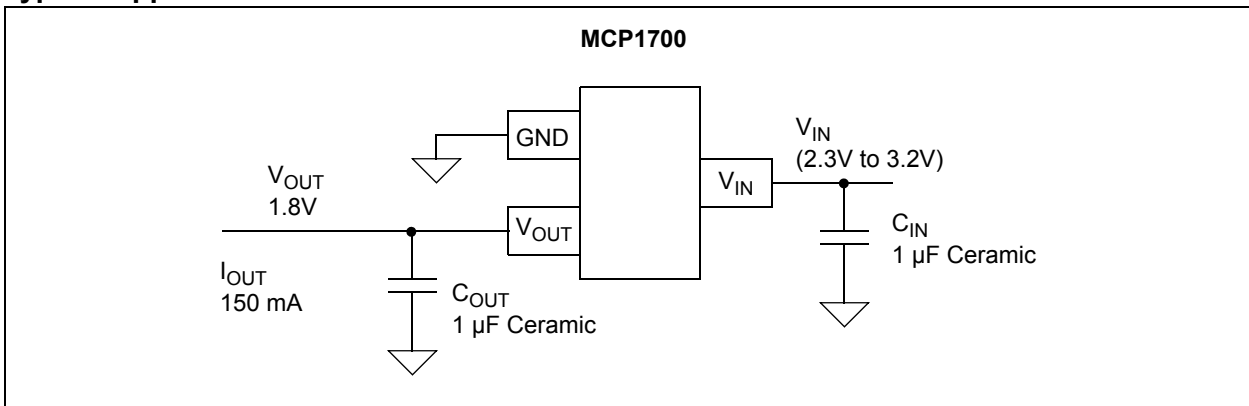 MCP1700
GND
VIN
(2.3V to 3.2V)
VIN
VOUT
1.8V
VOUT
CIN
1 µF Ceramic
IOUT
150 mA
COUT
1 µF Ceramic